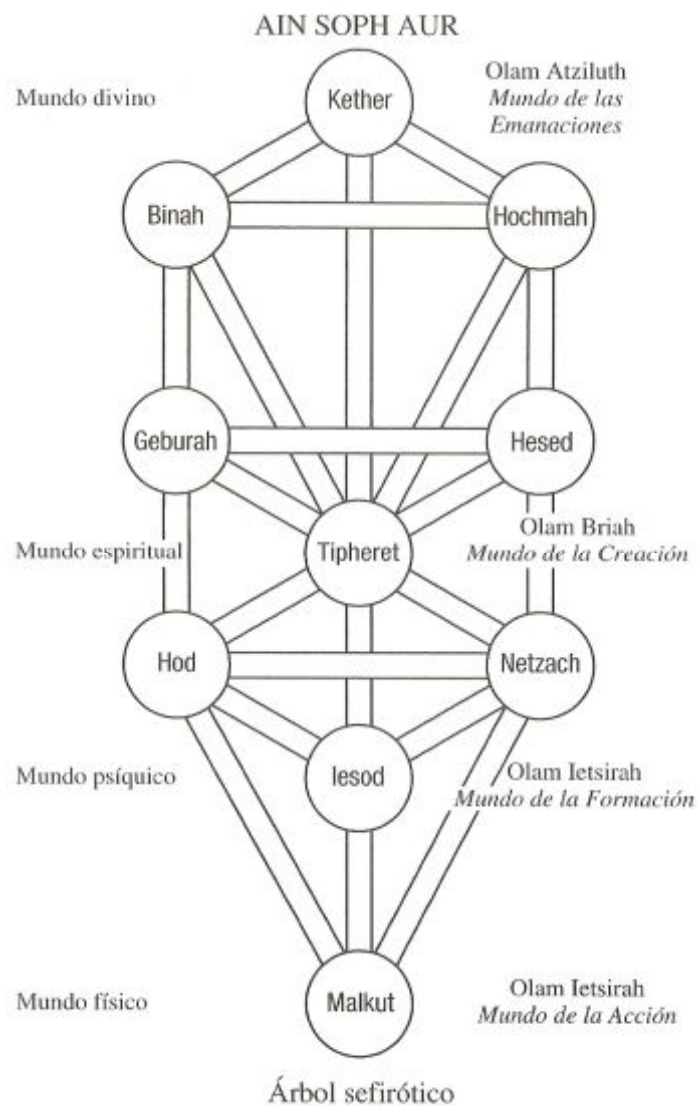 AIN SOPH AUR
Mundo divino
Kether
Olam Atziluth
Mundo de las
Emanaciones
Binah
Hochmah
Geburah
Hesed
Mundo espiritual
Tipheret
Olam Briah
Mundo de la Creación
Hod
Netzach
Mundo psíquico
Iesod
Olam Ietsirah
Mundo de la Formación
Mundo físico
Malkut
Olam Ietsirah
Mundo de la Acción
Árbol sefirótico